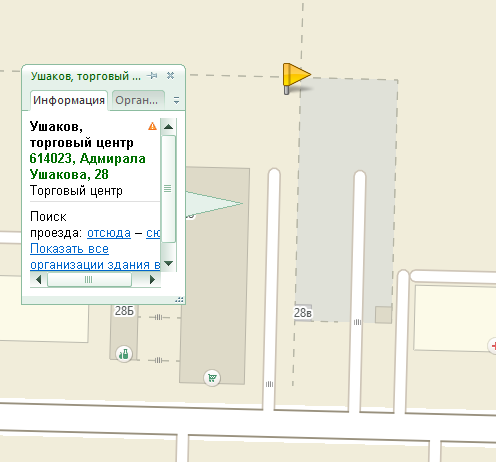 Ушаков, торговый ...
Информация
Орган...
Ушаков,
торговый центр
614023, Адмирала
Ушакова, 28
Торговый центр
Поиск
проезда: отсюда – сю
Показать все
организации здания в
28Б
28в